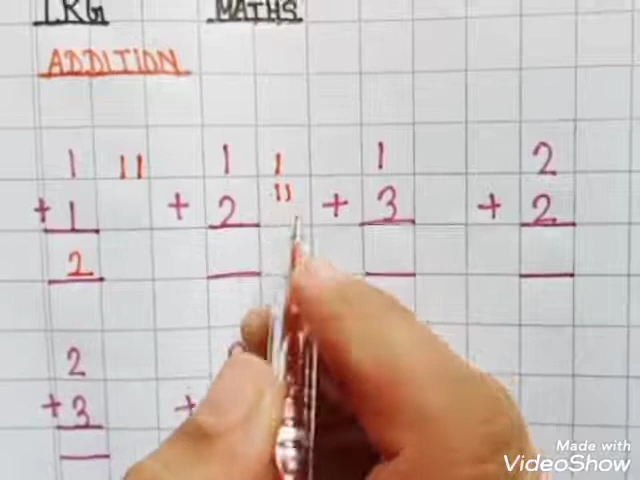 LKG MATHS
ADDITION
1 11 1 1 1 2
+ 1 + 2 11 + 3 + 2
2
2
+ 3 +
Made with
VideoShow